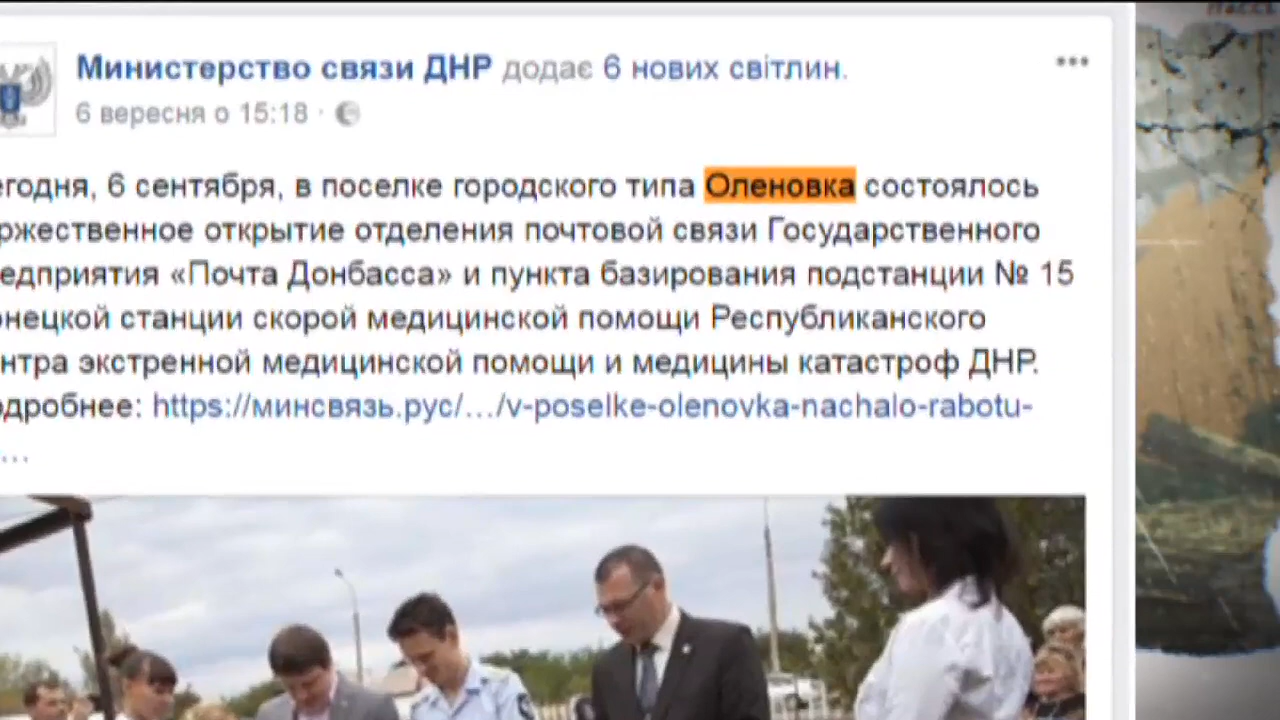 Министерство связи ДНР додає 6 нових світлин.
6 вересня о 15:18 ·
егодня, 6 сентября, в поселке городского типа Оленовка состоялось
ржественное открытие отделения почтовой связи Государственного
едприятия «Почта Донбасса» и пункта базирования подстанции № 15
нецкой станции скорой медицинской помощи Республиканского
нтра экстренной медицинской помощи и медицины катастроф ДНР.
одробнее: https://минсвязь.рус/…/v-poselke-olenovka-nachalo-rabotu-
…